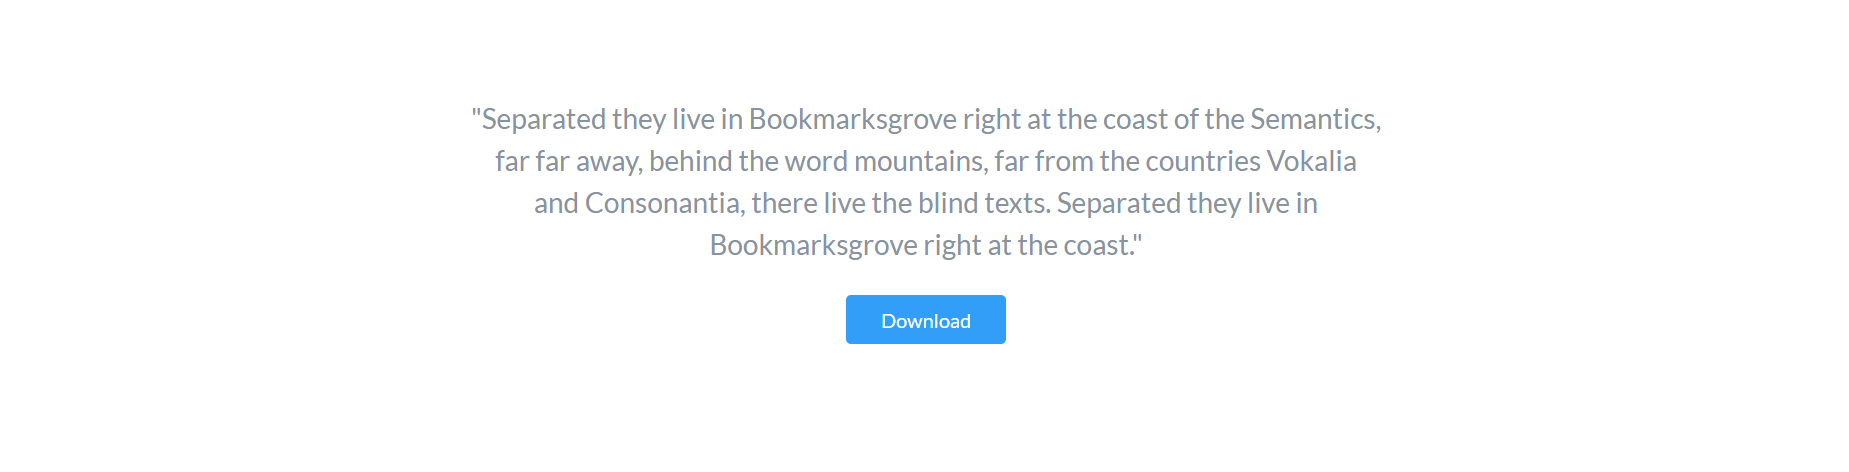 "Separated they live in Bookmarksgrove right at the coast of the Semantics,
far far away, behind the word mountains, far from the countries Vokalia
and Consonantia, there live the blind texts. Separated they live in
Bookmarksgrove right at the coast."
Download